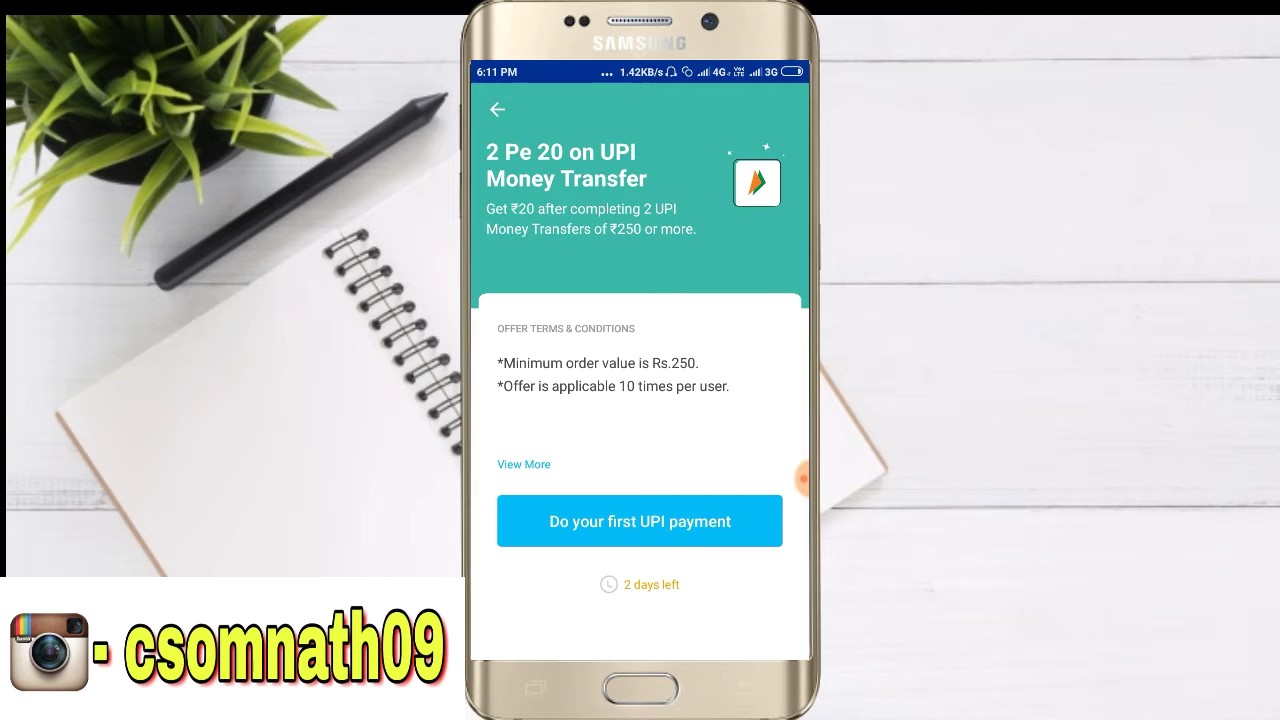 SAMSUNG
6:11 PM
... 1.42KB/s 4G Vo) LTE 3G
2 Pe 20 on UPI
Money Transfer
Get ₹20 after completing 2 UPI
Money Transfers of ₹250 or more.
OFFER TERMS & CONDITIONS
*Minimum order value is Rs.250.
*Offer is applicable 10 times per user.
View More
Do your first UPI payment
2 days left
- csomnath09